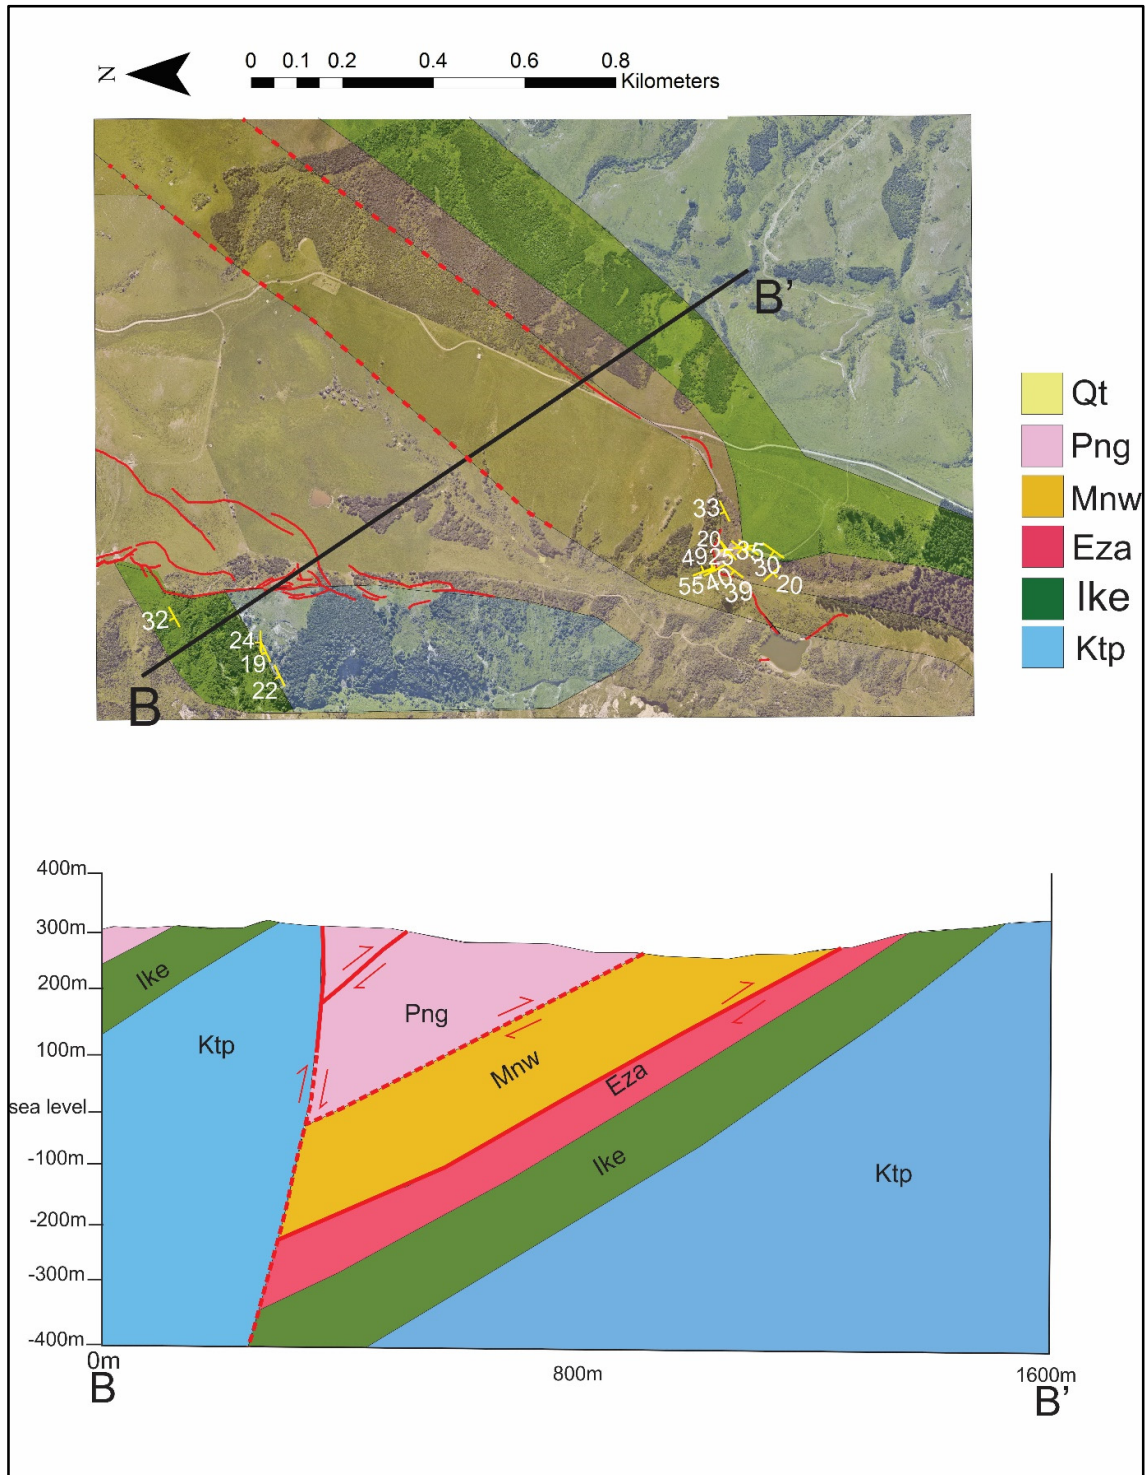 N
0 0.1 0.2 0.4 0.6 0.8
Kilometers
B'
33
20
49 25 35
30
55 40 39 20
32
24
19
22
B
Qt
Png
Mnw
Eza
Ike
Ktp
400m
300m
200m
100m
sea level
-100m
-200m
-300m
-400m
Ike
Ktp
Png
Mnw
Eza
Ike
Ktp
0m 800m 1600m
B B'